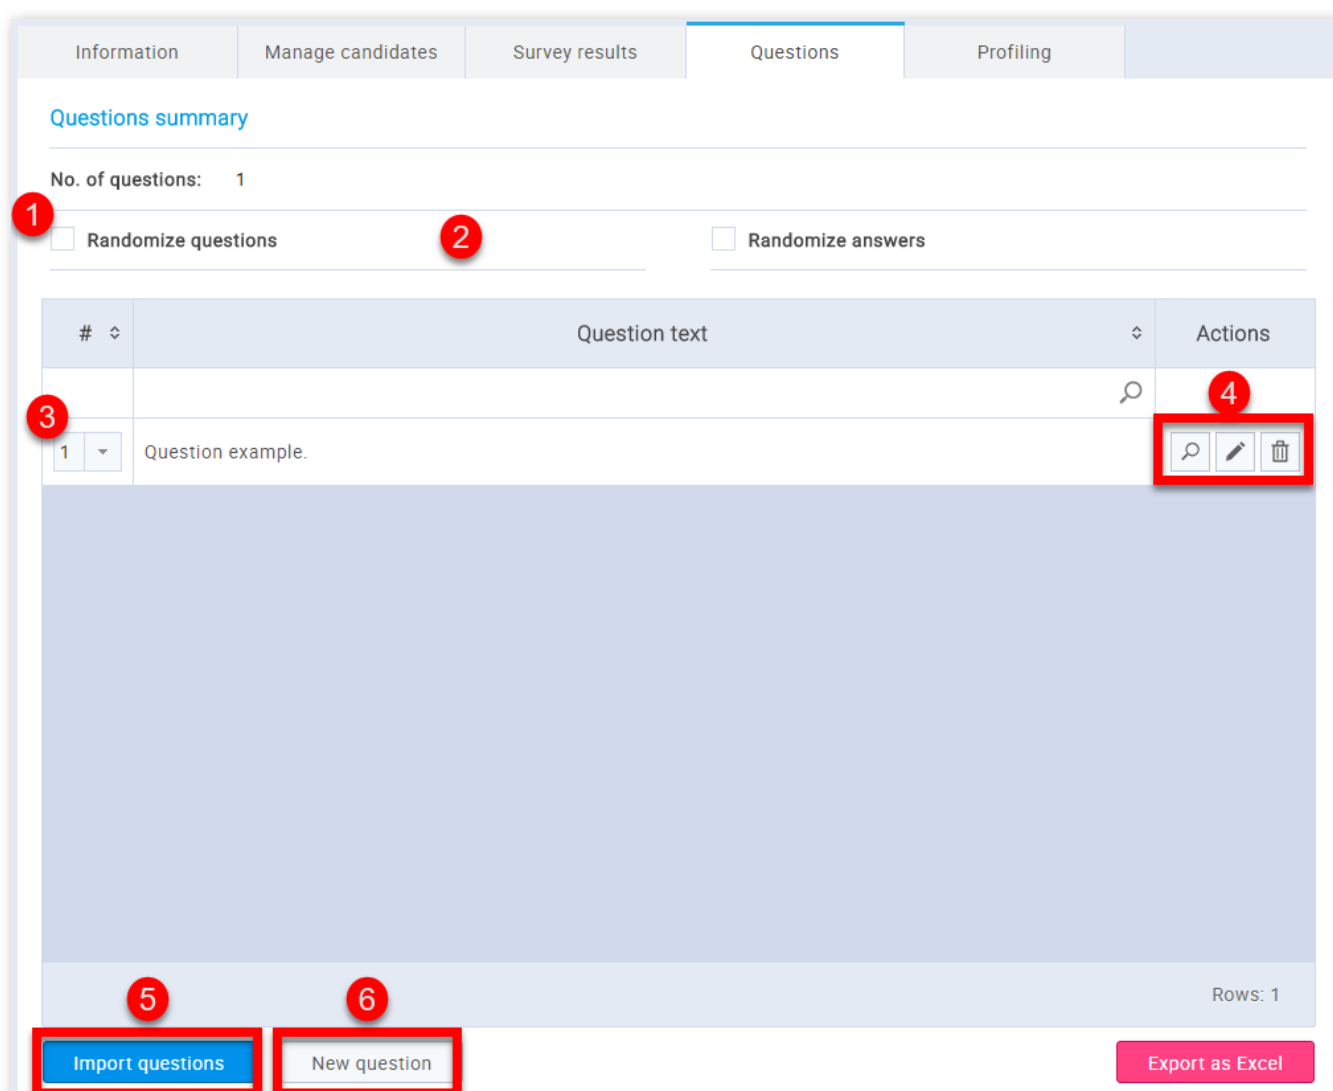 Information Manage candidates Survey results Questions Profiling
Questions summary
No. of questions: 1
1
Randomize questions 2 Randomize answers
# Question text Actions
4
3
1 Question example.
Rows: 1
5 6
Import questions New question Export as Excel